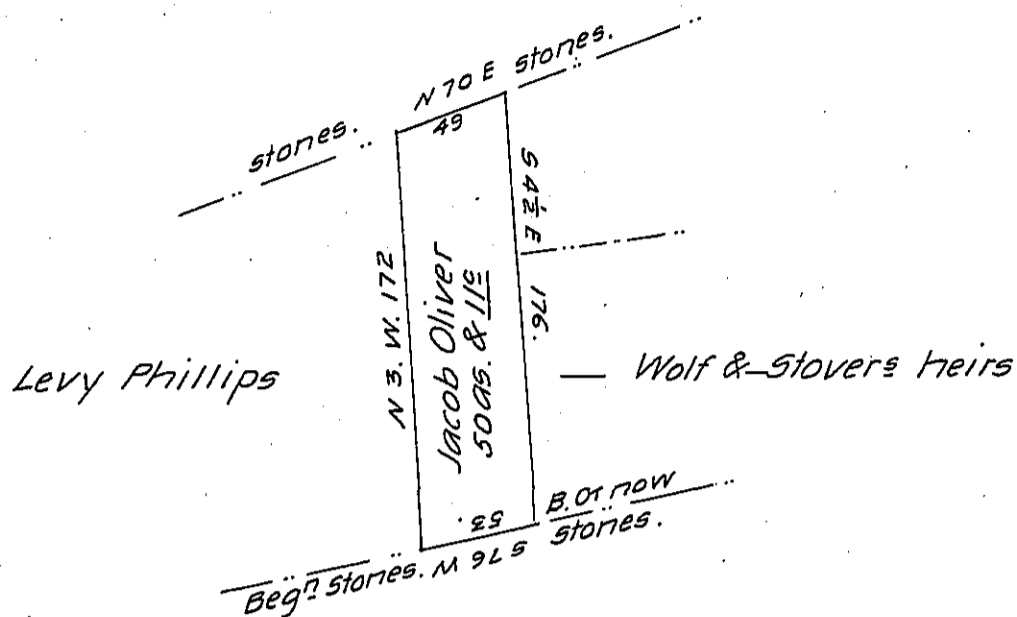 N 70 E stones.
49
stones.
S 4½ E 176.
N 3. W. 172
Jacob Oliver
50as. & 11ᶜ
Levy Phillips
— Wolf & Stoverˢ heirs
B. Or now
stones.
53.
S 76 W
Begⁿ Stones.